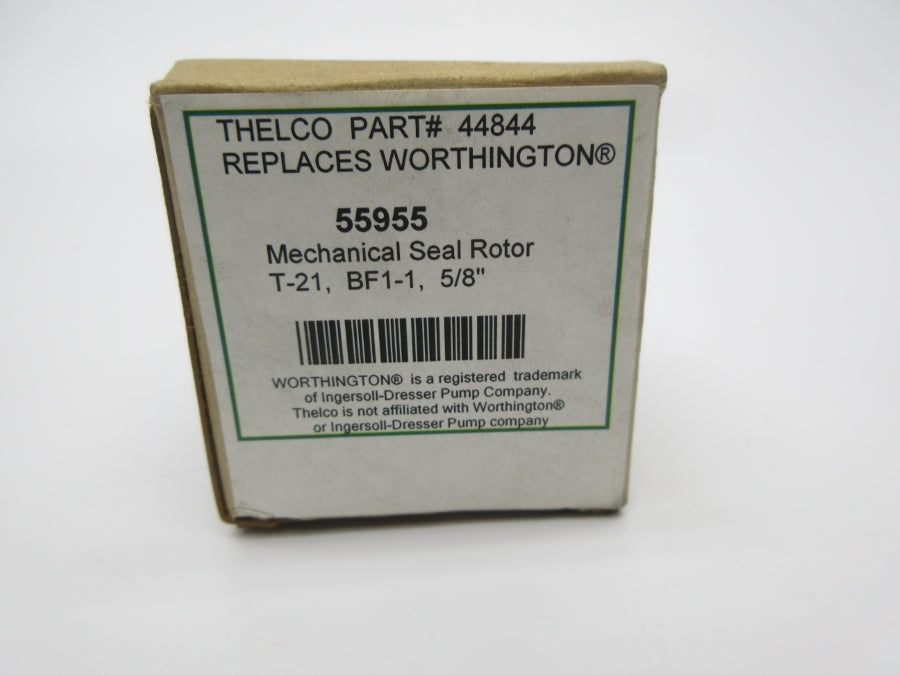 THELCO PART# 44844
REPLACES WORTHINGTON®
55955
Mechanical Seal Rotor
T-21, BF1-1, 5/8"
WORTHINGTON® is a registered trademark
of Ingersoll-Dresser Pump Company.
Thelco is not affiliated with Worthington®
or Ingersoll-Dresser Pump company